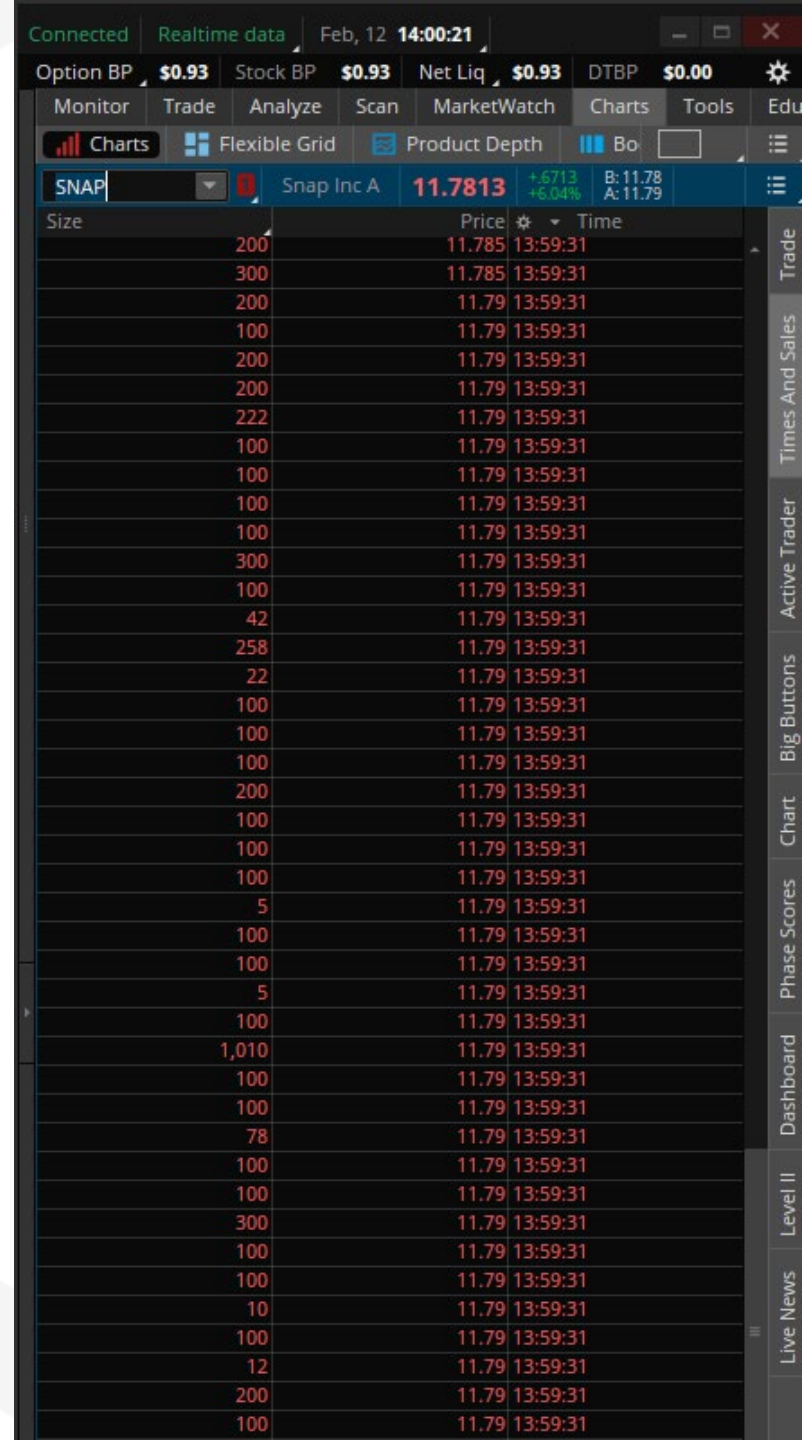 Connected Realtime data Feb, 12 14:00:21
Option BP $0.93 Stock BP $0.93 Net Liq $0.93 DTBP $0.00
Monitor Trade Analyze Scan MarketWatch Charts Tools Edu
Charts Flexible Grid Product Depth Bo
SNAP Snap Inc A 11.7813 +.6713 +6.04% B: 11.78 A: 11.79
Size Price Time
200 11.785 13:59:31
300 11.785 13:59:31
200 11.79 13:59:31
100 11.79 13:59:31
200 11.79 13:59:31
200 11.79 13:59:31
222 11.79 13:59:31
100 11.79 13:59:31
100 11.79 13:59:31
100 11.79 13:59:31
100 11.79 13:59:31
300 11.79 13:59:31
100 11.79 13:59:31
42 11.79 13:59:31
258 11.79 13:59:31
22 11.79 13:59:31
100 11.79 13:59:31
100 11.79 13:59:31
100 11.79 13:59:31
200 11.79 13:59:31
100 11.79 13:59:31
100 11.79 13:59:31
100 11.79 13:59:31
5 11.79 13:59:31
100 11.79 13:59:31
100 11.79 13:59:31
5 11.79 13:59:31
100 11.79 13:59:31
1,010 11.79 13:59:31
100 11.79 13:59:31
100 11.79 13:59:31
78 11.79 13:59:31
100 11.79 13:59:31
100 11.79 13:59:31
300 11.79 13:59:31
100 11.79 13:59:31
100 11.79 13:59:31
10 11.79 13:59:31
100 11.79 13:59:31
12 11.79 13:59:31
200 11.79 13:59:31
100 11.79 13:59:31
Trade
Times And Sales
Active Trader
Big Buttons
Chart
Phase Scores
Dashboard
Level II
Live News